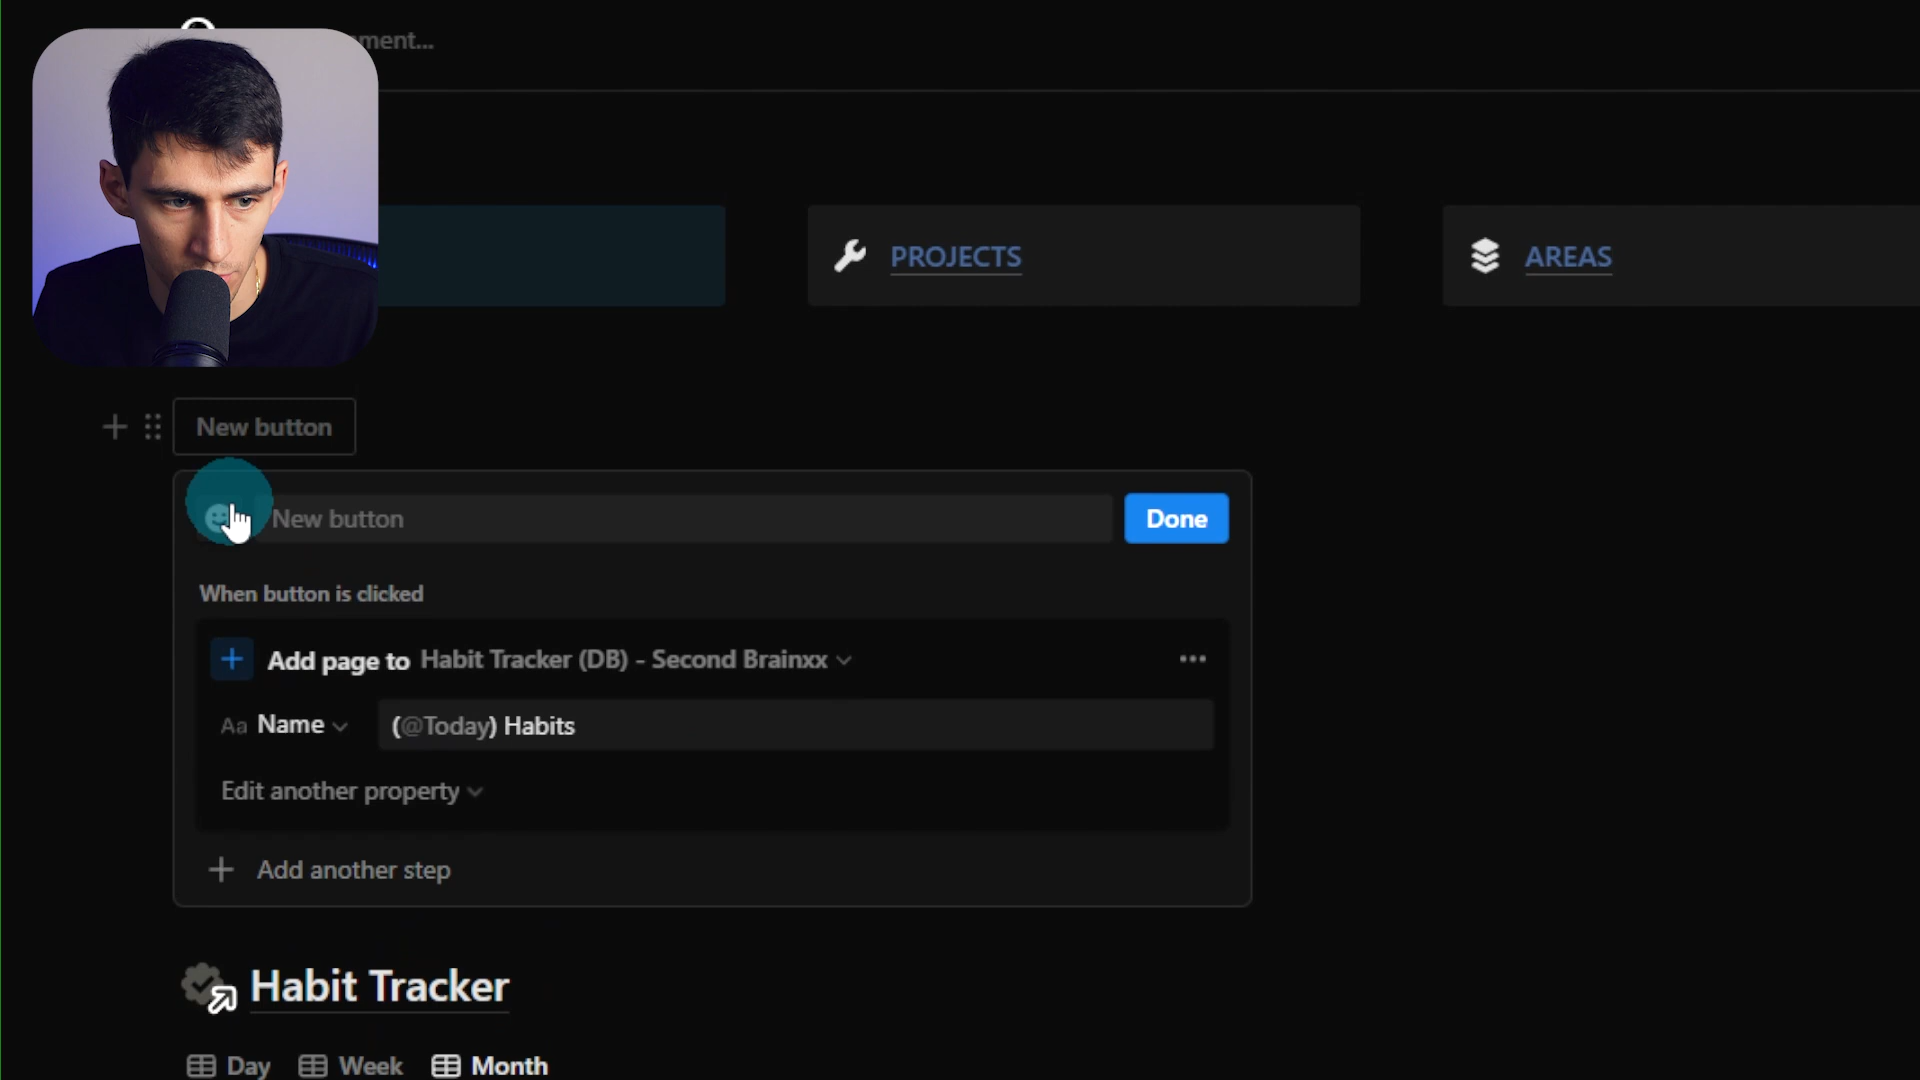 ment...
PROJECTS
AREAS
New button
New button
Done
When button is clicked
Add page to Habit Tracker (DB) - Second Brainxx
Aa Name
(@Today) Habits
Edit another property
Add another step
Habit Tracker
Day Week Month